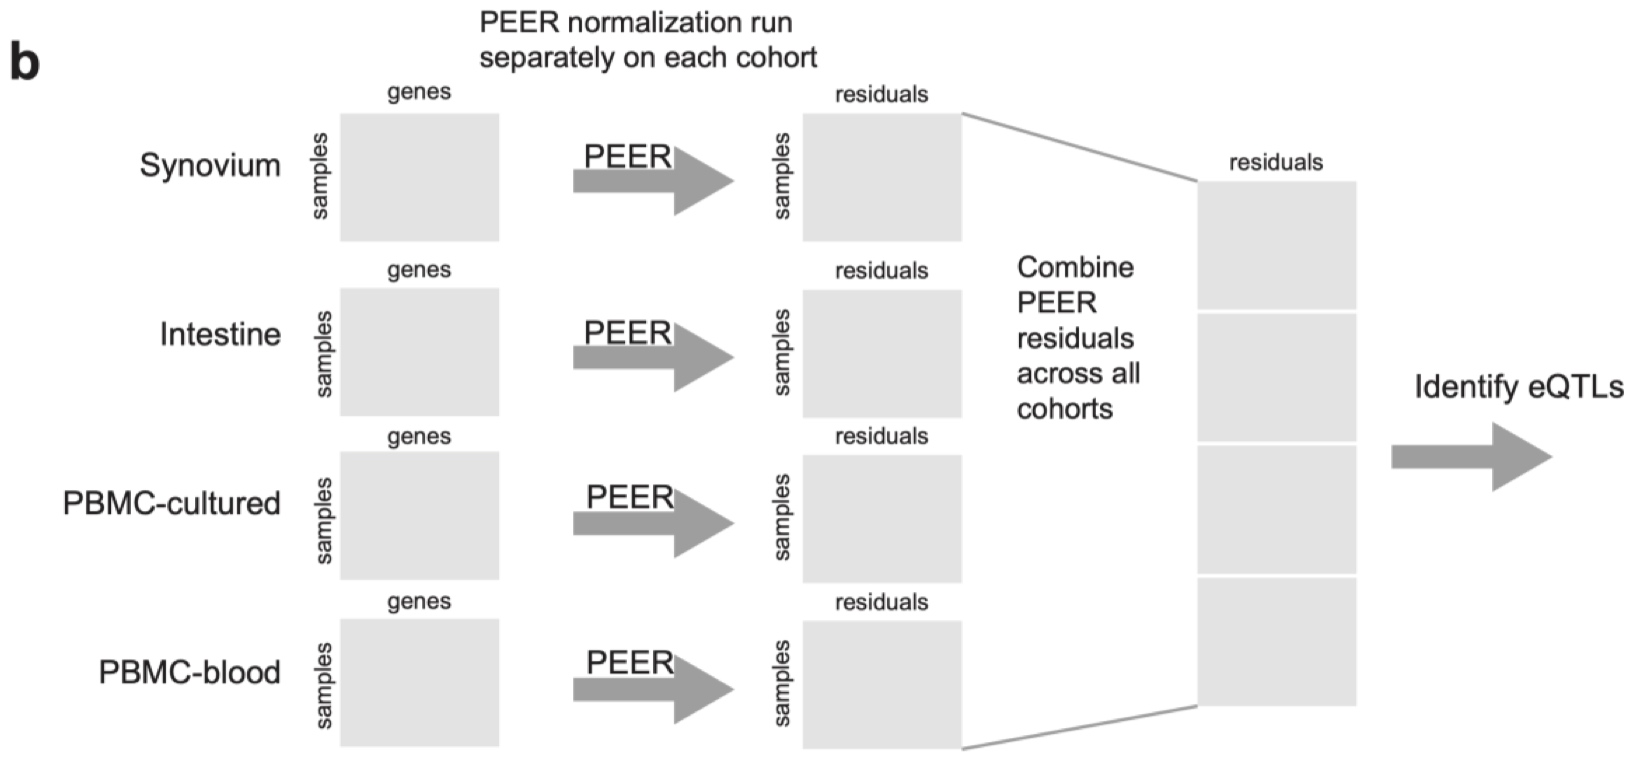 b
PEER normalization run
separately on each cohort
Synovium
genes
samples
PEER
residuals
samples
Intestine
genes
samples
PEER
residuals
samples
PBMC-cultured
genes
samples
PEER
residuals
samples
PBMC-blood
genes
samples
PEER
residuals
samples
Combine
PEER
residuals
across all
cohorts
residuals
Identify eQTLs